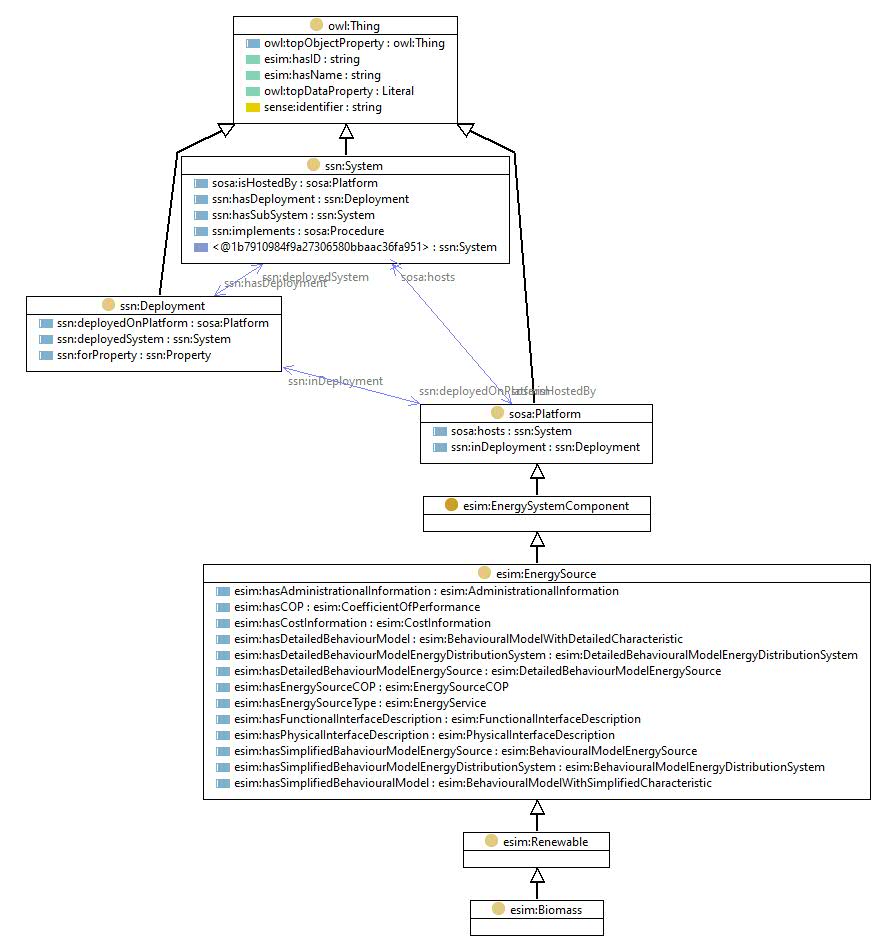 owl:Thing
owl:topObjectProperty : owl:Thing
esim:hasID : string
esim:hasName : string
owl:topDataProperty : Literal
sense:identifier : string
ssn:System
sosa:isHostedBy : sosa:Platform
ssn:hasDeployment : ssn:Deployment
ssn:hasSubSystem : ssn:System
ssn:implements : sosa:Procedure
<@1b7910984f9a27306580bbaac36fa951> : ssn:System
ssn:deployedSystem
sosa:hosts
ssn:hasDeployment
ssn:Deployment
ssn:deployedOnPlatform : sosa:Platform
ssn:deployedSystem : ssn:System
ssn:forProperty : ssn:Property
ssn:inDeployment
ssn:deployedOnPlatform
sosa:isHostedBy
sosa:Platform
sosa:hosts : ssn:System
ssn:inDeployment : ssn:Deployment
esim:EnergySystemComponent
esim:EnergySource
esim:hasAdministrationalInformation : esim:AdministrationalInformation
esim:hasCOP : esim:CoefficientOfPerformance
esim:hasCostInformation : esim:CostInformation
esim:hasDetailedBehaviourModel : esim:BehaviouralModelWithDetailedCharacteristic
esim:hasDetailedBehaviourModelEnergyDistributionSystem : esim:DetailedBehaviouralModelEnergyDistributionSystem
esim:hasDetailedBehaviourModelEnergySource : esim:DetailedBehaviourModelEnergySource
esim:hasEnergySourceCOP : esim:EnergySourceCOP
esim:hasEnergySourceType : esim:EnergyService
esim:hasFunctionalInterfaceDescription : esim:FunctionalInterfaceDescription
esim:hasPhysicalInterfaceDescription : esim:PhysicalInterfaceDescription
esim:hasSimplifiedBahaviourModelEnergySource : esim:BehaviouralModelEnergySource
esim:hasSimplifiedBehaviourModelEnergyDistributionSystem : esim:BehaviouralModelEnergyDistributionSystem
esim:hasSimplifiedBehaviouralModel : esim:BehaviouralModelWithSimplifiedCharacteristic
esim:Renewable
esim:Biomass